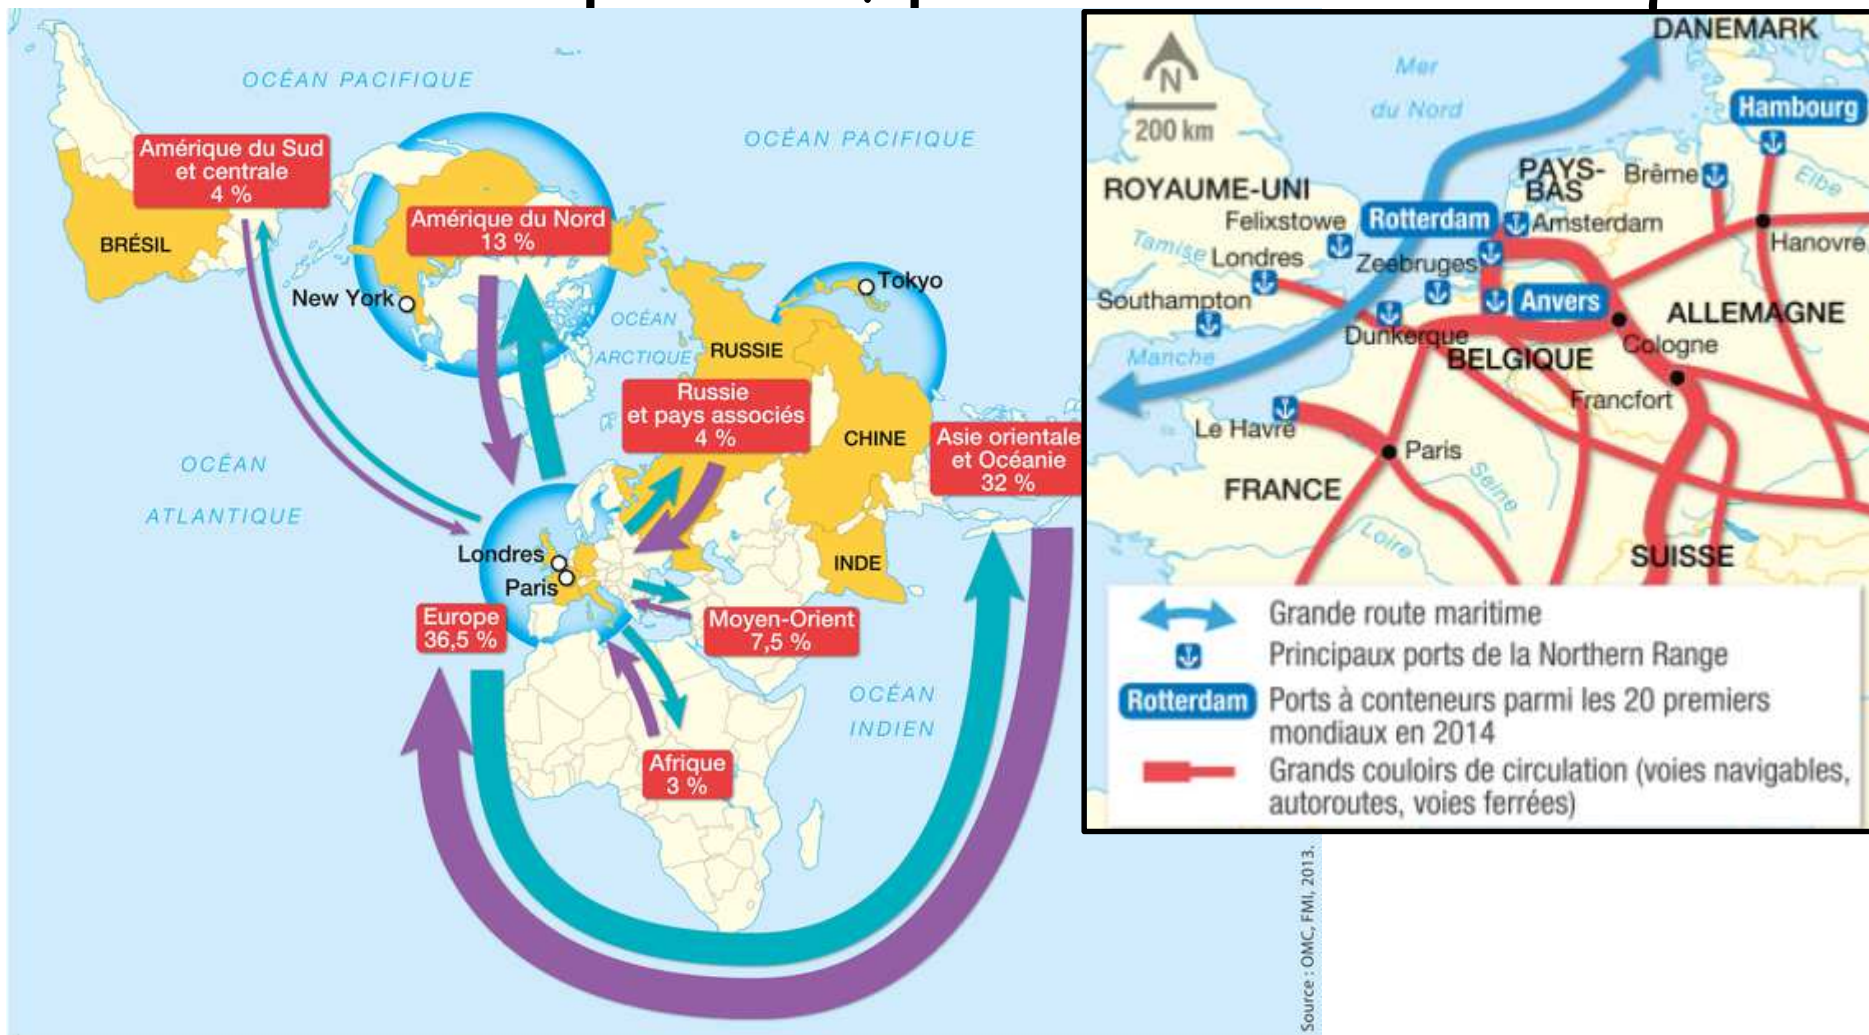 OCÉAN PACIFIQUE
OCÉAN PACIFIQUE
Amérique du Sud
et centrale
4 %
Amérique du Nord
13 %
BRÉSIL
New York
Tokyo
OCÉAN
ARCTIQUE
RUSSIE
Russie
et pays associés
4 %
CHINE
Asie orientale
et Océanie
32 %
OCÉAN
ATLANTIQUE
Londres
Paris
INDE
Europe
36,5 %
Moyen-Orient
7,5 %
OCÉAN
INDIEN
Afrique
3 %
Source : OMC, FMI, 2013.
DANEMARK
N
200 km
Mer
du Nord
Hambourg
ROYAUME-UNI
PAYS-
BAS
Brême
Elbe
Felixstowe
Rotterdam
Amsterdam
Hanovre
Tamise
Londres
Zeebruges
Southampton
Anvers
ALLEMAGNE
Manche
Dunkerque
BELGIQUE
Cologne
Francfort
Le Havre
Paris
FRANCE
Seine
Loire
SUISSE
Grande route maritime
Principaux ports de la Northern Range
Rotterdam
Ports à conteneurs parmi les 20 premiers
mondiaux en 2014
Grands couloirs de circulation (voies navigables,
autoroutes, voies ferrées)